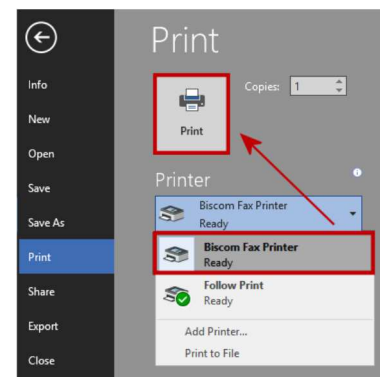 Print
Info
New
Open
Save
Save As
Print
Share
Export
Close
Copies: 1
Print
Printer
Biscom Fax Printer
Ready
Biscom Fax Printer
Ready
Follow Print
Ready
Add Printer...
Print to File